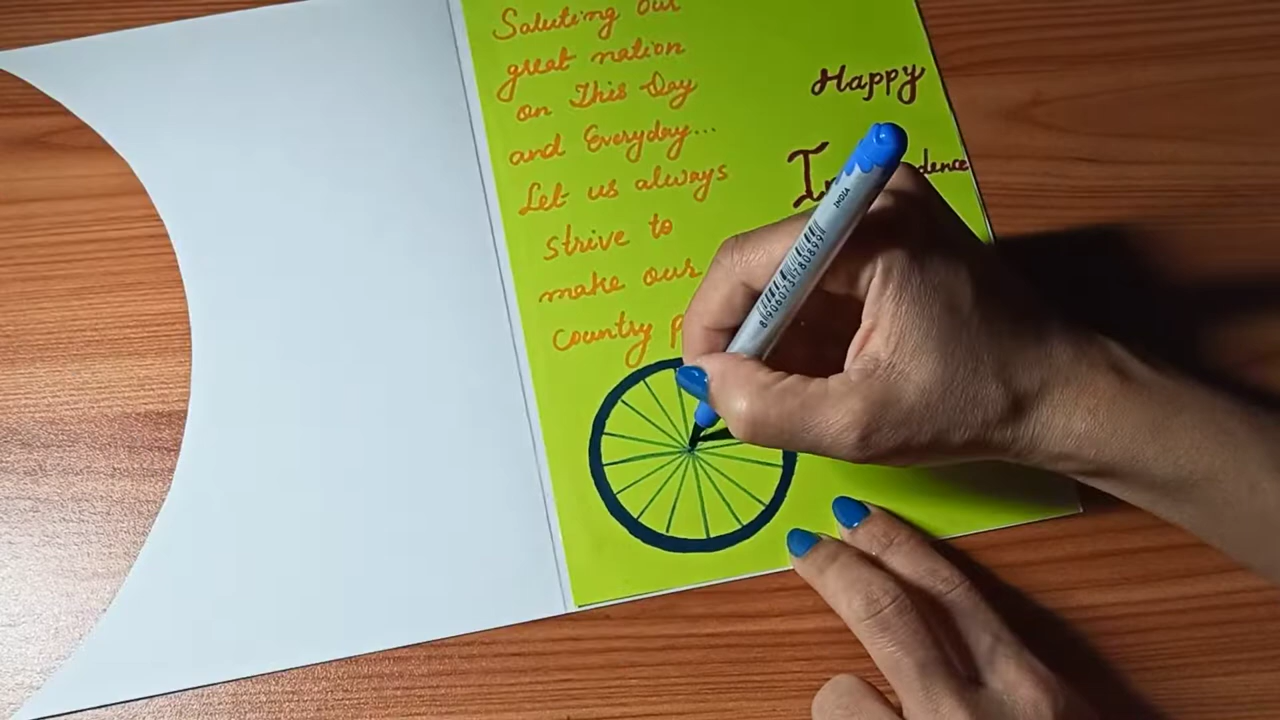 Saluting our
great nation
on This Day
and Everyday...
Let us always
strive to
make our
country
Happy
INDIA
8906073780899